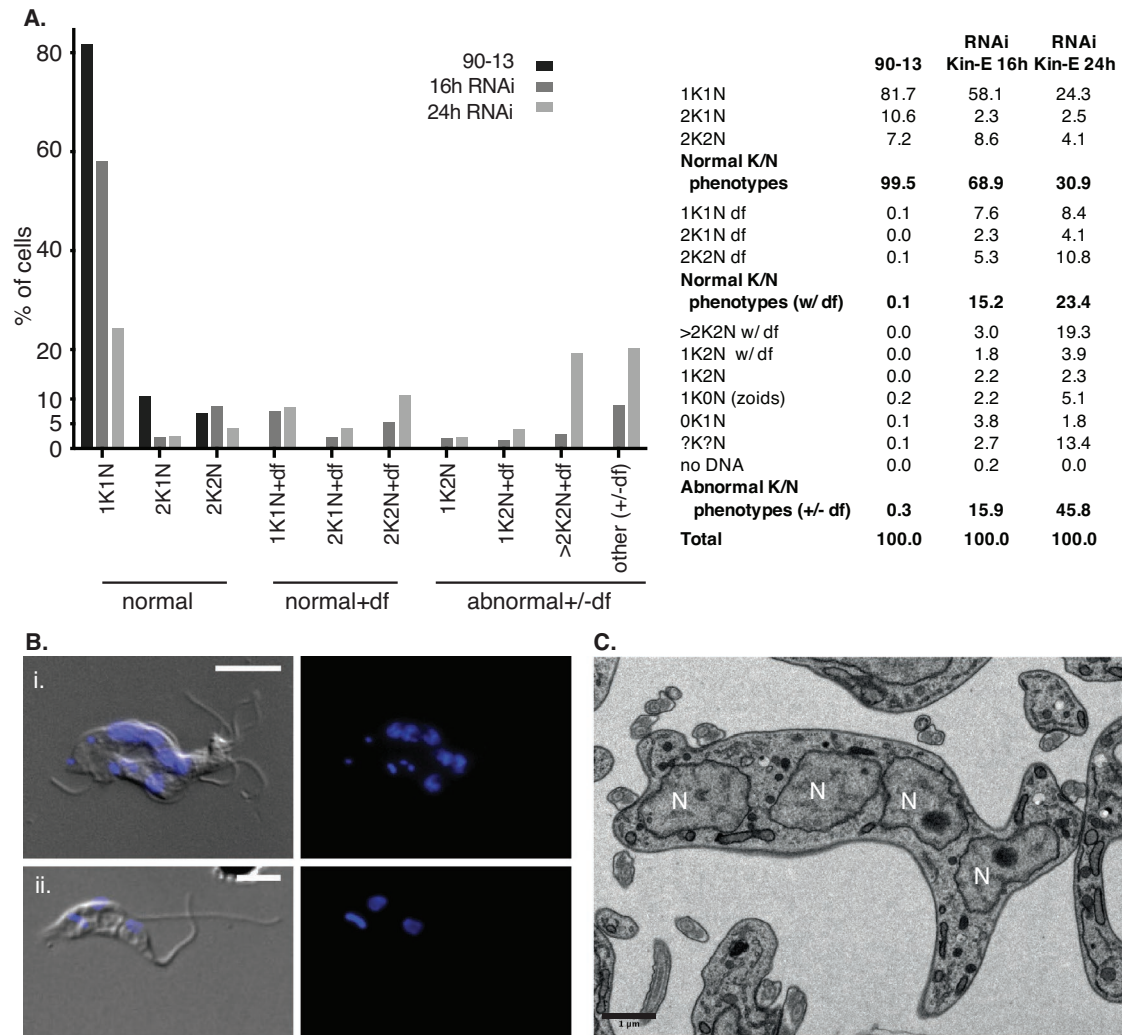 A.
% of cells
80
60
40
20
10
5
0
90-13
16h RNAi
24h RNAi
1K1N
2K1N
2K2N
1K1N+df
2K1N+df
2K2N+df
1K2N
1K2N+df
>2K2N+df
other (+/-df)
normal
normal+df
abnormal+/-df
RNAi RNAi
90-13 Kin-E 16h Kin-E 24h
1K1N 81.7 58.1 24.3
2K1N 10.6 2.3 2.5
2K2N 7.2 8.6 4.1
Normal K/N
phenotypes 99.5 68.9 30.9
1K1N df 0.1 7.6 8.4
2K1N df 0.0 2.3 4.1
2K2N df 0.1 5.3 10.8
Normal K/N
phenotypes (w/ df) 0.1 15.2 23.4
>2K2N w/ df 0.0 3.0 19.3
1K2N w/ df 0.0 1.8 3.9
1K2N 0.0 2.2 2.3
1K0N (zoids) 0.2 2.2 5.1
0K1N 0.1 3.8 1.8
?K?N 0.1 2.7 13.4
no DNA 0.0 0.2 0.0
Abnormal K/N
phenotypes (+/- df) 0.3 15.9 45.8
Total 100.0 100.0 100.0
B.
i.
ii.
C.
N
N
N
N
1 µm